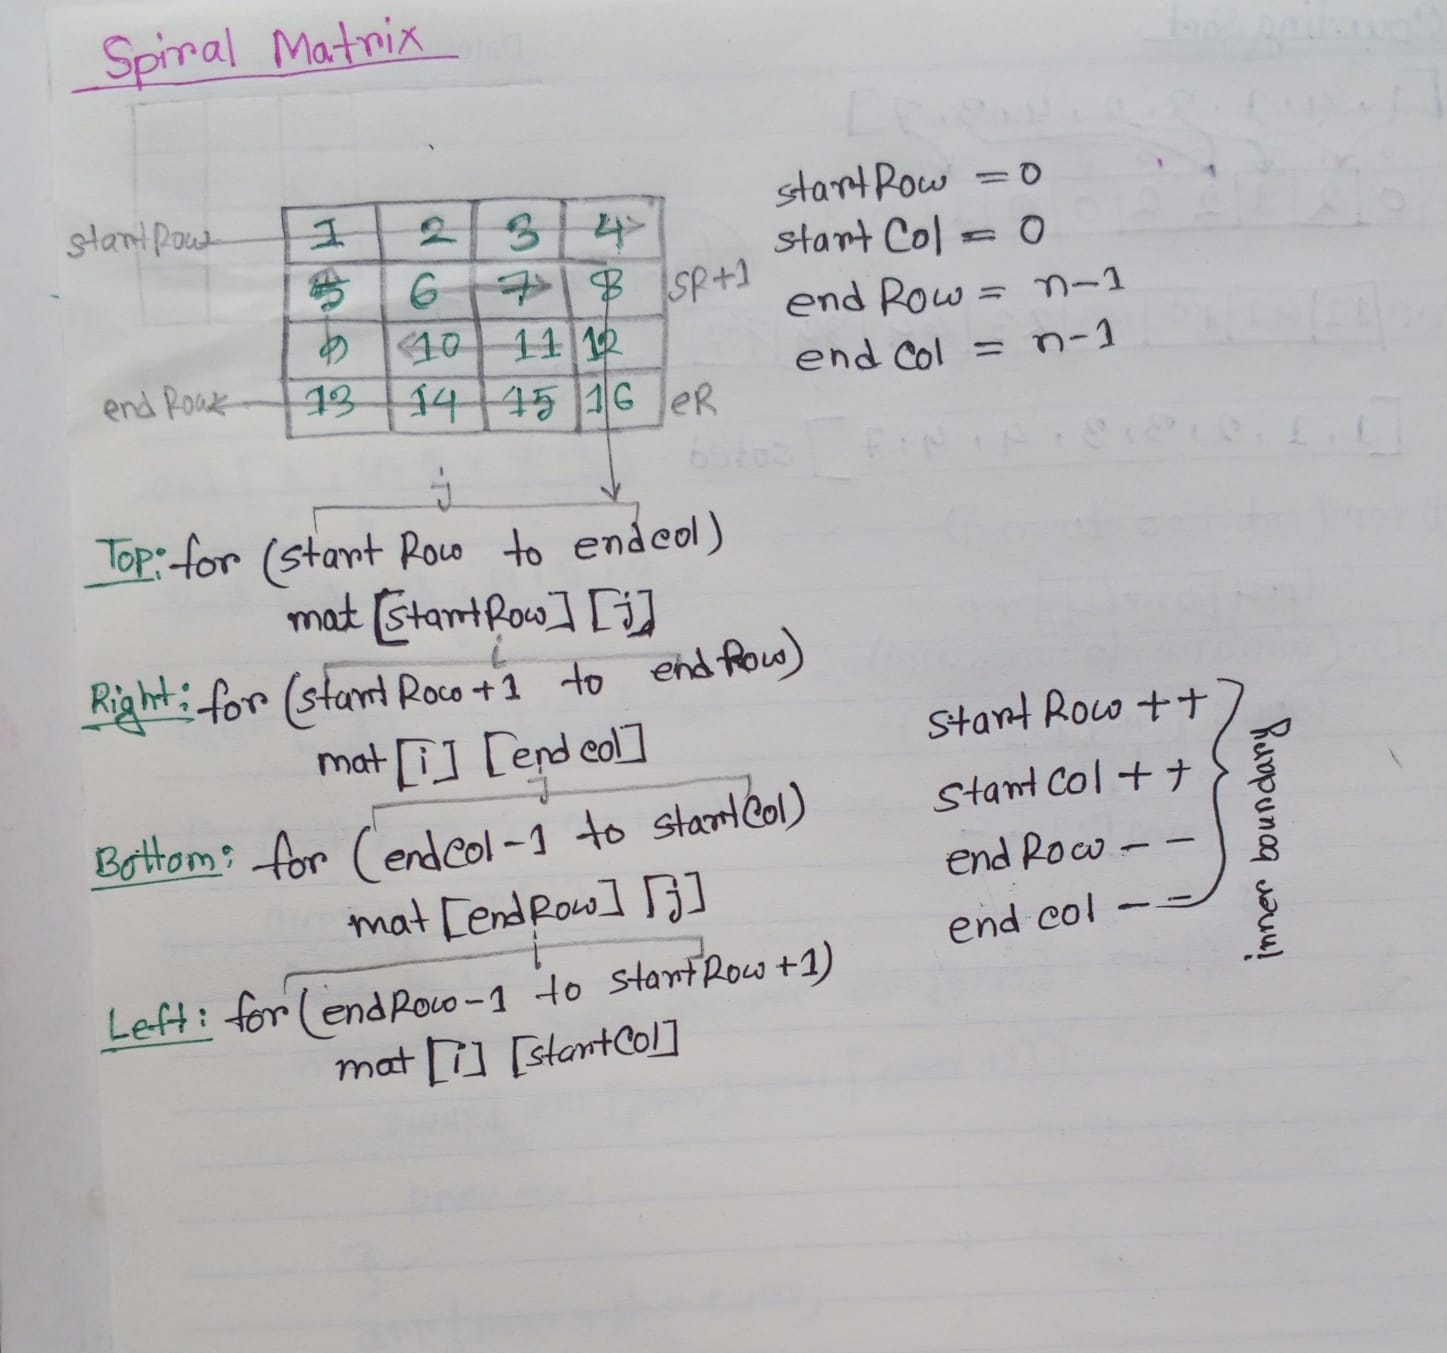 Spiral Matrix
startRow = 0
start Col = 0
end Row = n-1
end Col = n-1
startRow 1 2 3 4
5 6 7 8 SR+1
9 10 11 12
end Row 13 14 15 16 eR
j
Top: for (start Row to endcol)
mat [startRow] [j]
i
Right: for (start Row +1 to end Row)
mat [i] [end col]
j
Bottom: for (endcol-1 to startCol)
mat [endRow] [j]
i
Left: for (endRow-1 to startRow+1)
mat [i] [startCol]
start Row ++
start Col ++
end Row --
end col --
inner boundary